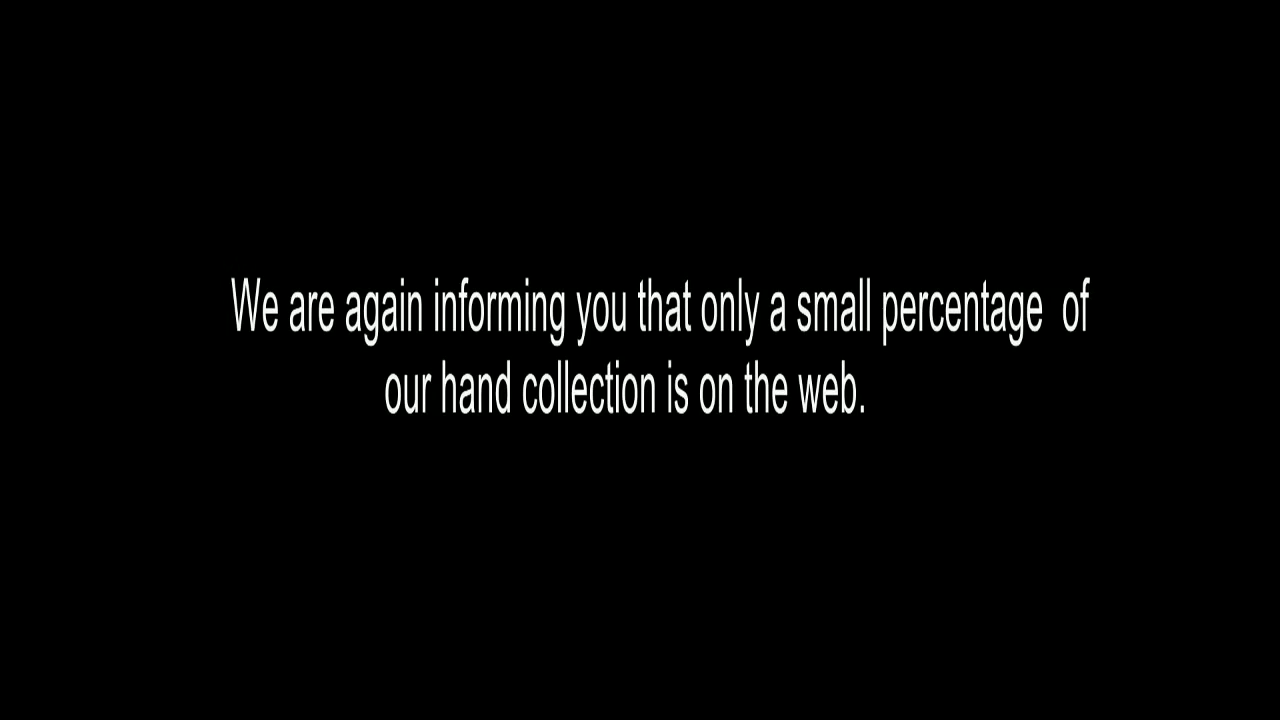 We are again informing you that only a small percentage  of
our hand collection is on the web.